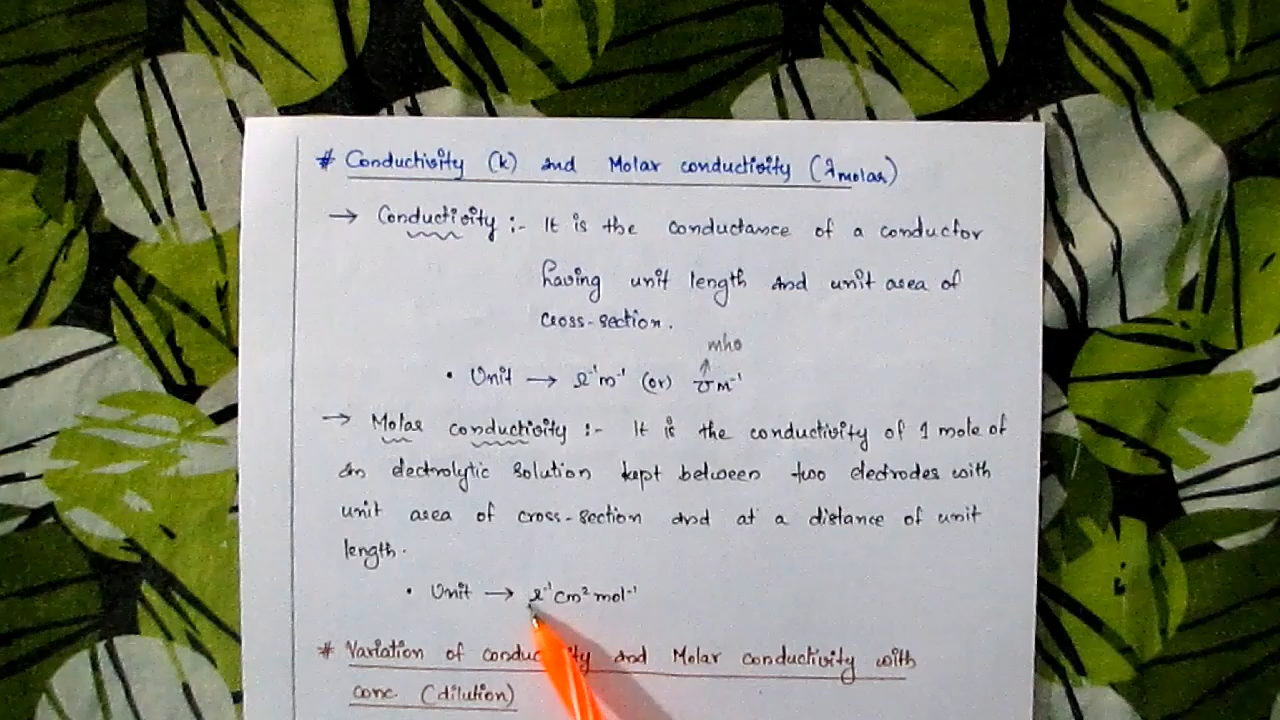 # Conductivity (k) and Molar conductivity (λmolar)
→ Conductivity :- It is the conductance of a conductor
having unit length and unit area of
cross-section.
mho
• Unit → Ω⁻¹m⁻¹ (or) ℧m⁻¹
→ Molar conductivity :- It is the conductivity of 1 mole of
an electrolytic solution kept between two electrodes with
unit area of cross-section and at a distance of unit
length.
• Unit → Ω⁻¹cm²mol⁻¹
# Variation of and Molar conductivity with
conc (dilution)